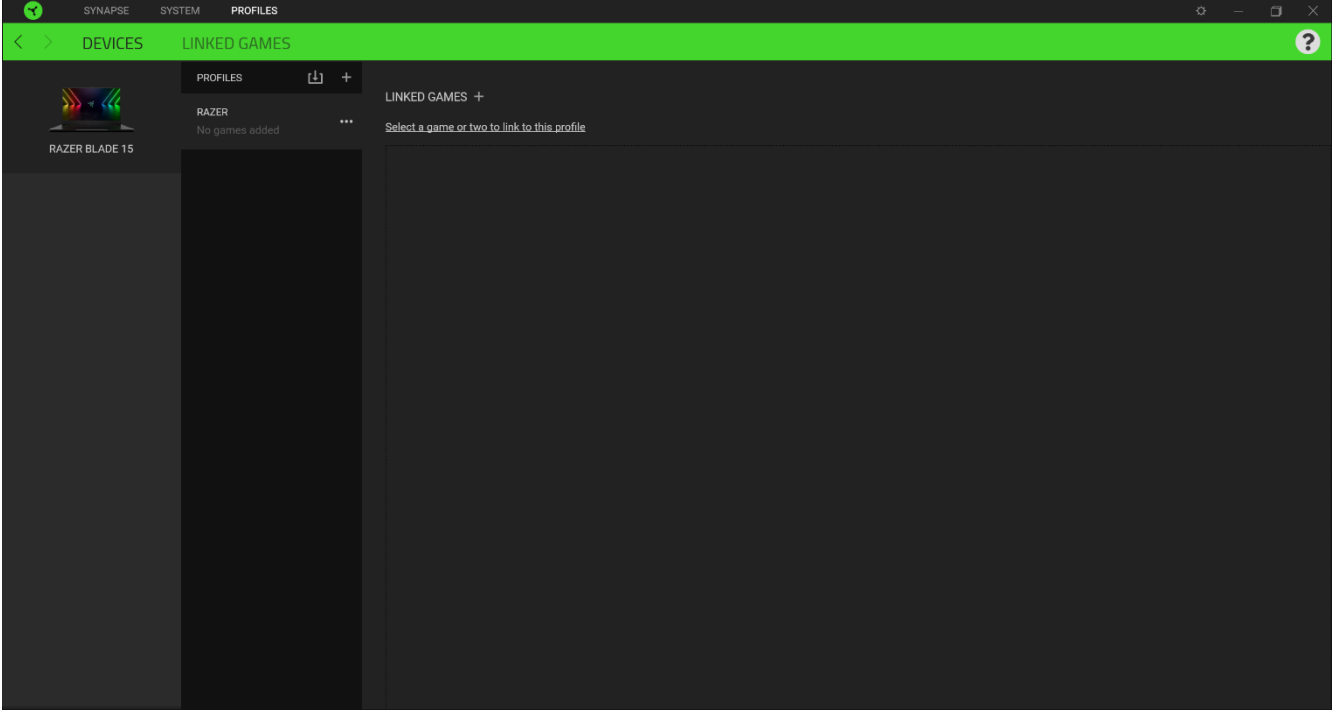 SYNAPSE SYSTEM PROFILES
DEVICES LINKED GAMES
?
RAZER BLADE 15
PROFILES
RAZER
No games added
LINKED GAMES
Select a game or two to link to this profile